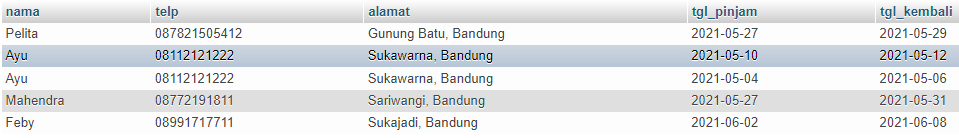 nama telp alamat tgl_pinjam tgl_kembali
Pelita 087821505412 Gunung Batu, Bandung 2021-05-27 2021-05-29
Ayu 08112121222 Sukawarna, Bandung 2021-05-10 2021-05-12
Ayu 08112121222 Sukawarna, Bandung 2021-05-04 2021-05-06
Mahendra 08772191811 Sariwangi, Bandung 2021-05-27 2021-05-31
Feby 08991717711 Sukajadi, Bandung 2021-06-02 2021-06-08